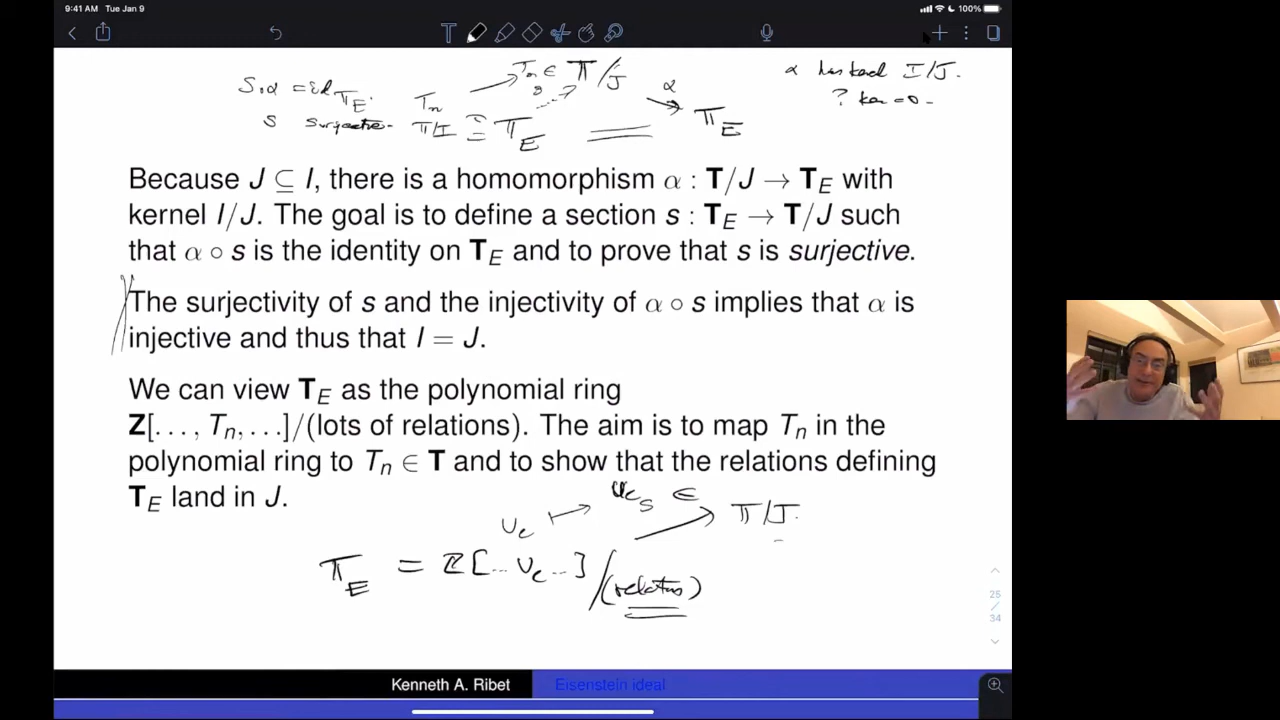 9:41 AM Tue Jan 9
100%
T_n ∈ 𝕋/J
α has kernel I/J.
S∘α = id_{𝕋_E}.
α
? ker = 0.
T_n
s surjective. 𝕋/I = 𝕋_E
𝕋_E
Because J ⊆ I, there is a homomorphism α : T/J → T_E with
kernel I/J. The goal is to define a section s : T_E → T/J such
that α ∘ s is the identity on T_E and to prove that s is surjective.
The surjectivity of s and the injectivity of α ∘ s implies that α is
injective and thus that I = J.
We can view T_E as the polynomial ring
Z[..., T_n, ...]/(lots of relations). The aim is to map T_n in the
polynomial ring to T_n ∈ T and to show that the relations defining
T_E land in J.
∈ 𝕋/J.
𝕋_E = ℤ[... ...]/(relations)
25
/
34
Kenneth A. Ribet
Eisenstein ideal